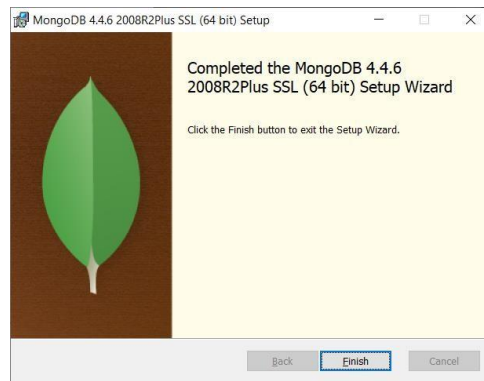 MongoDB 4.4.6 2008R2Plus SSL (64 bit) Setup
Completed the MongoDB 4.4.6
2008R2Plus SSL (64 bit) Setup Wizard
Click the Finish button to exit the Setup Wizard.
Back Finish Cancel